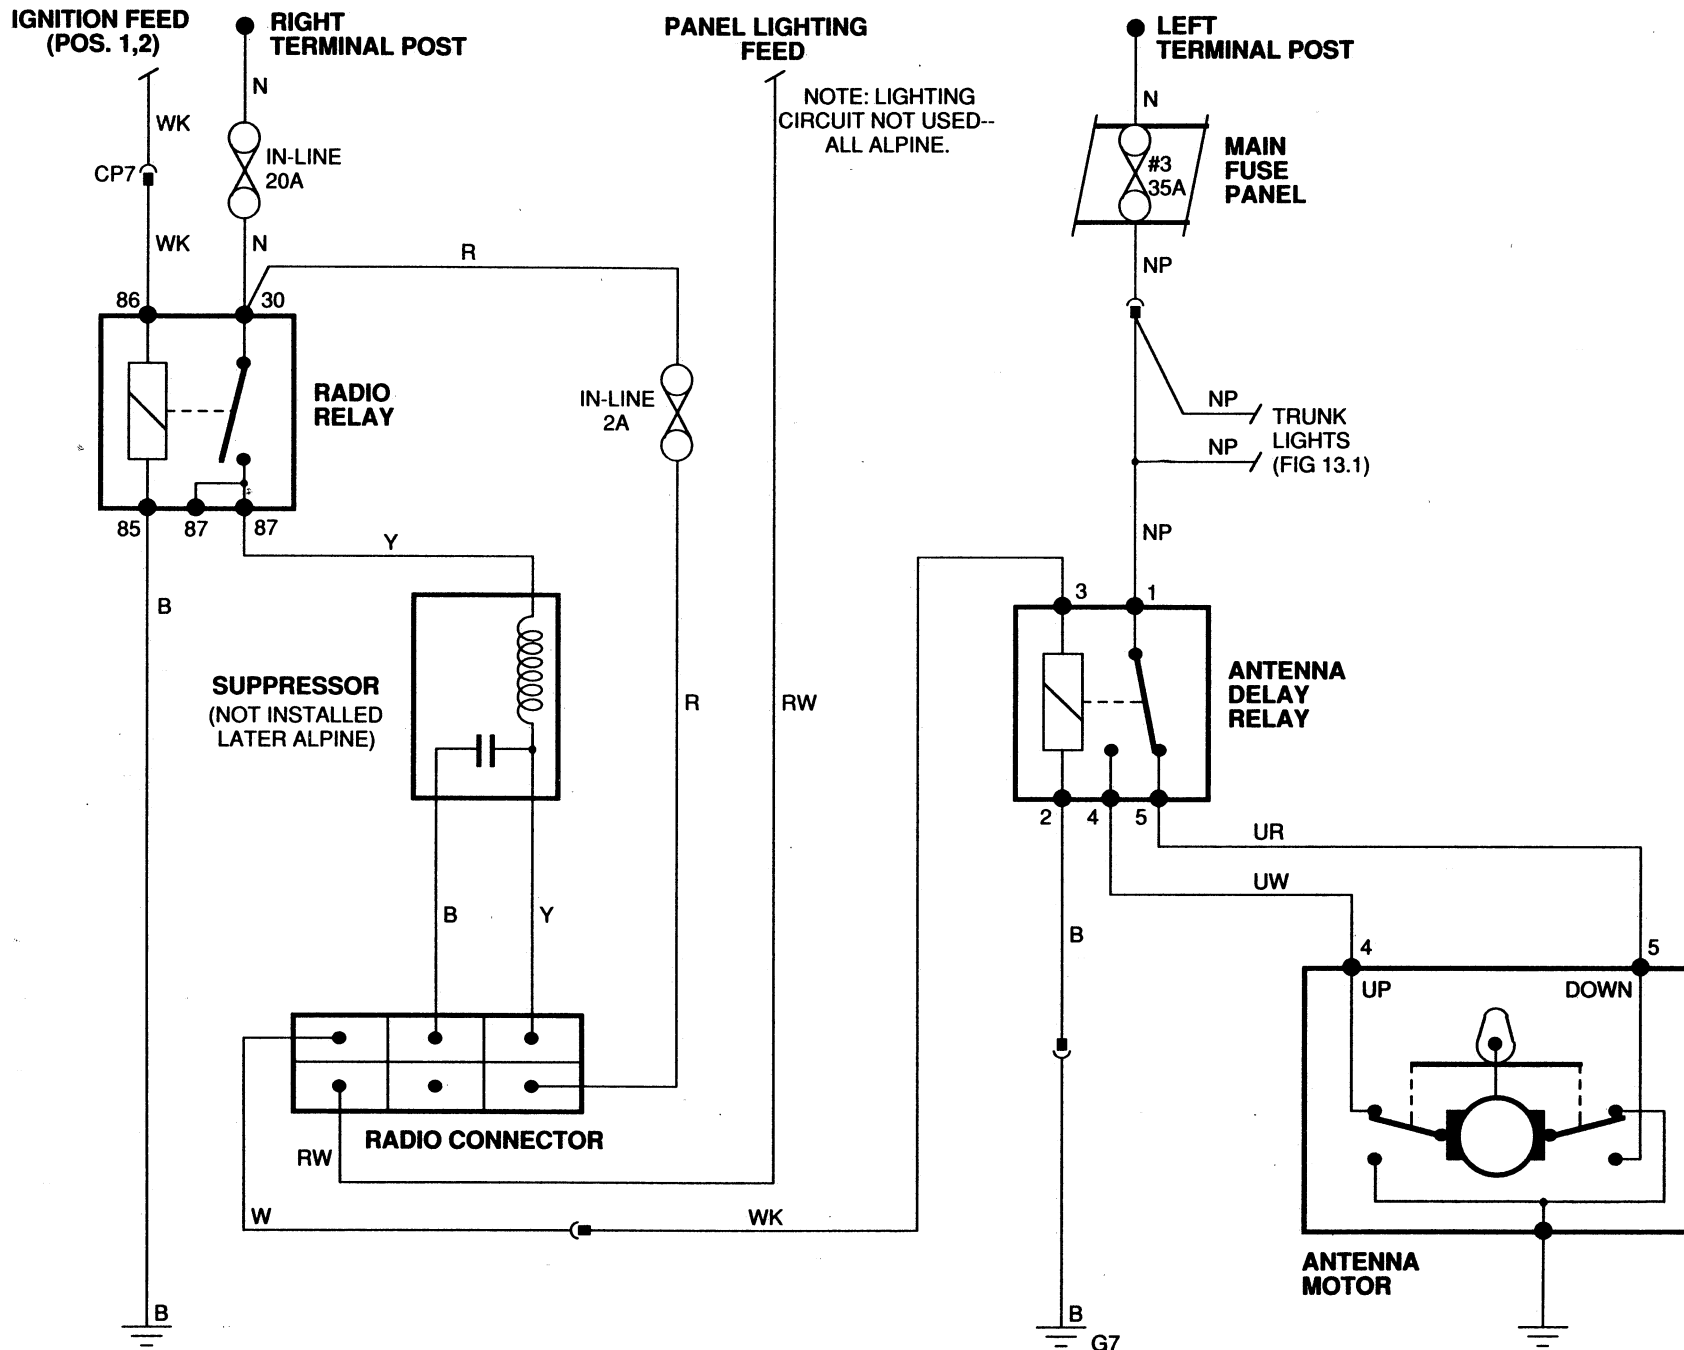 IGNITION FEED
(POS. 1,2)
RIGHT
TERMINAL POST
PANEL LIGHTING
FEED
LEFT
TERMINAL POST
NOTE: LIGHTING
CIRCUIT NOT USED--
ALL ALPINE.
N
N
WK
CP7
IN-LINE
20A
#3
35A
MAIN
FUSE
PANEL
WK
N
R
NP
86
30
RADIO
RELAY
IN-LINE
2A
NP
NP
TRUNK
LIGHTS
(FIG 13.1)
85
87
87
Y
NP
B
3
1
SUPPRESSOR
(NOT INSTALLED
LATER ALPINE)
R
RW
ANTENNA
DELAY
RELAY
2
4
5
UR
UW
B
Y
B
4
5
UP
DOWN
RADIO CONNECTOR
RW
W
WK
ANTENNA
MOTOR
B
B
G7